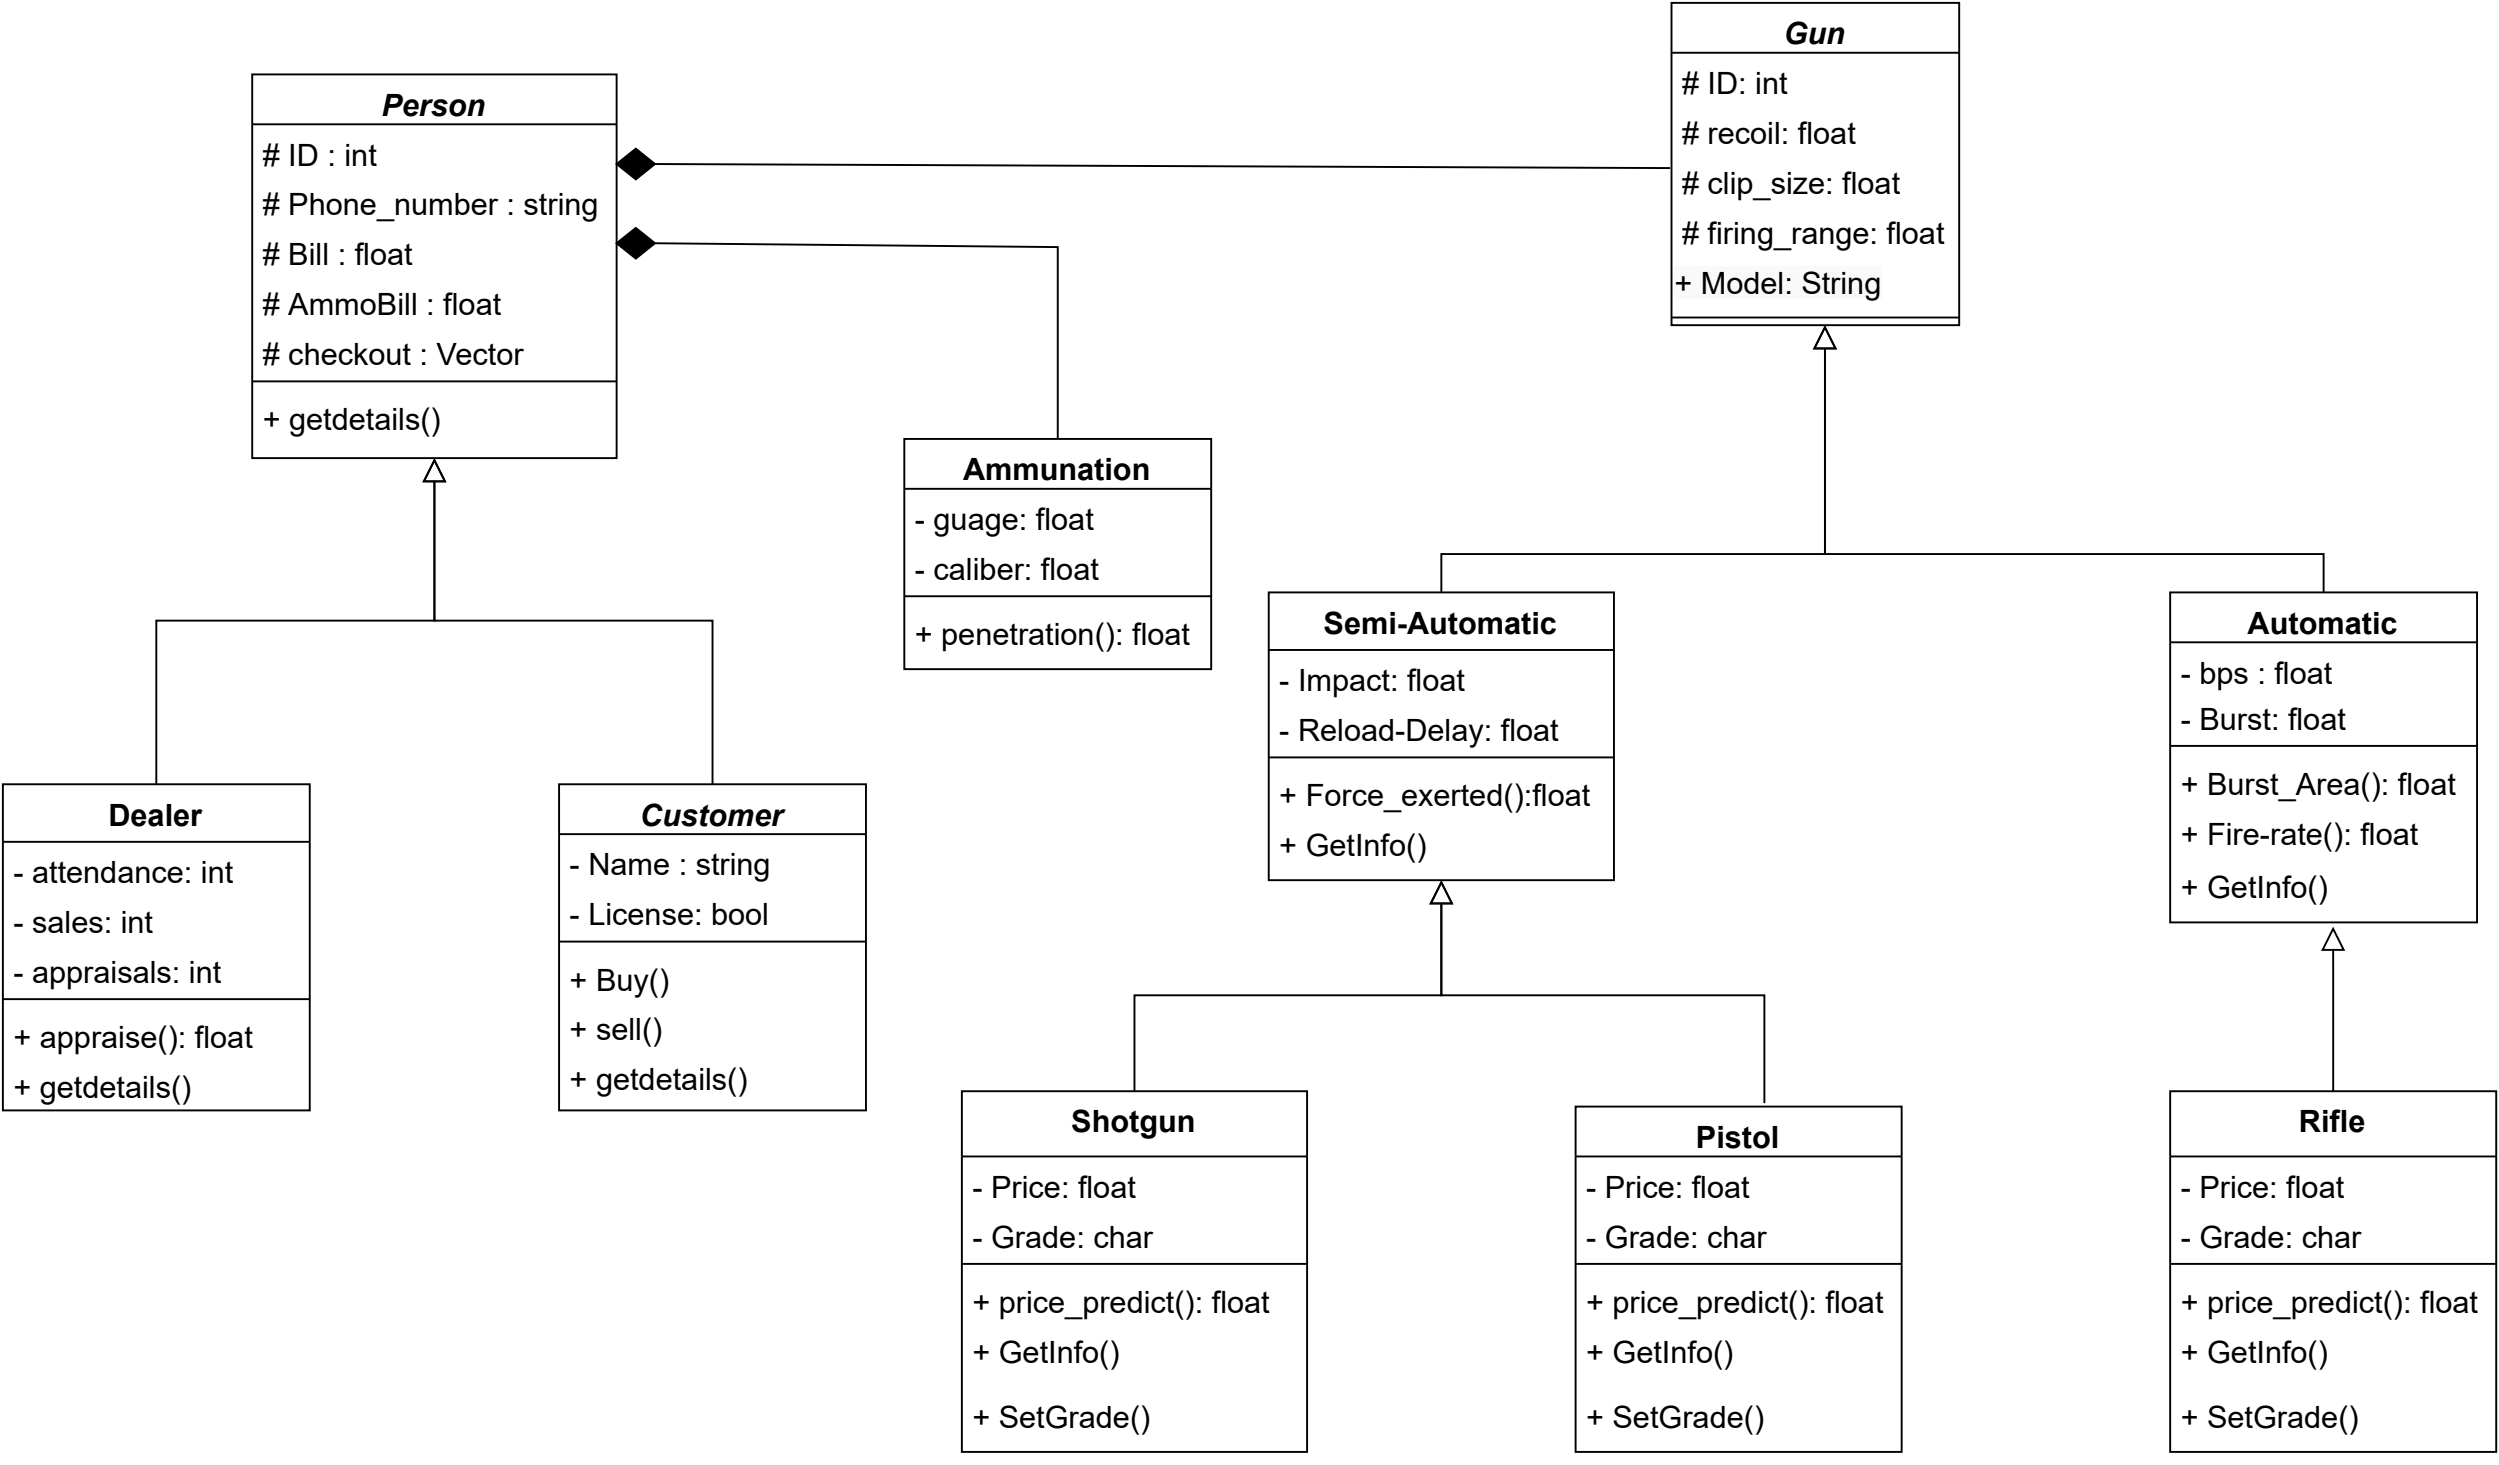 Gun
# ID: int
# recoil: float
# clip_size: float
# firing_range: float
+ Model: String
Person
# ID : int
# Phone_number : string
# Bill : float
# AmmoBill : float
# checkout : Vector
+ getdetails()
Ammunation
- guage: float
- caliber: float
+ penetration(): float
Semi-Automatic
- Impact: float
- Reload-Delay: float
+ Force_exerted():float
+ GetInfo()
Automatic
- bps : float
- Burst: float
+ Burst_Area(): float
+ Fire-rate(): float
+ GetInfo()
Dealer
- attendance: int
- sales: int
- appraisals: int
+ appraise(): float
+ getdetails()
Customer
- Name : string
- License: bool
+ Buy()
+ sell()
+ getdetails()
Shotgun
- Price: float
- Grade: char
+ price_predict(): float
+ GetInfo()
+ SetGrade()
Pistol
- Price: float
- Grade: char
+ price_predict(): float
+ GetInfo()
+ SetGrade()
Rifle
- Price: float
- Grade: char
+ price_predict(): float
+ GetInfo()
+ SetGrade()